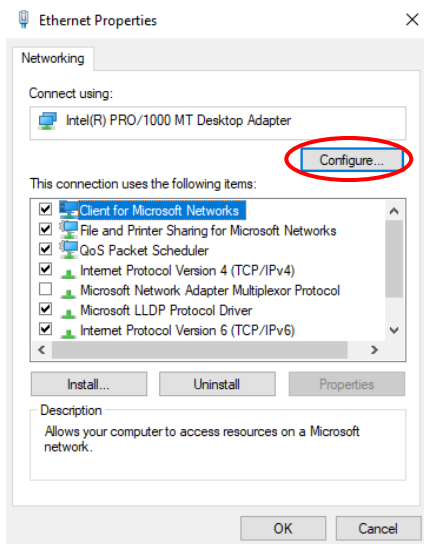 Ethernet Properties
Networking
Connect using:
Intel(R) PRO/1000 MT Desktop Adapter
Configure...
This connection uses the following items:
Client for Microsoft Networks
File and Printer Sharing for Microsoft Networks
QoS Packet Scheduler
Internet Protocol Version 4 (TCP/IPv4)
Microsoft Network Adapter Multiplexor Protocol
Microsoft LLDP Protocol Driver
Internet Protocol Version 6 (TCP/IPv6)
Install... Uninstall Properties
Description
Allows your computer to access resources on a Microsoft
network.
OK Cancel